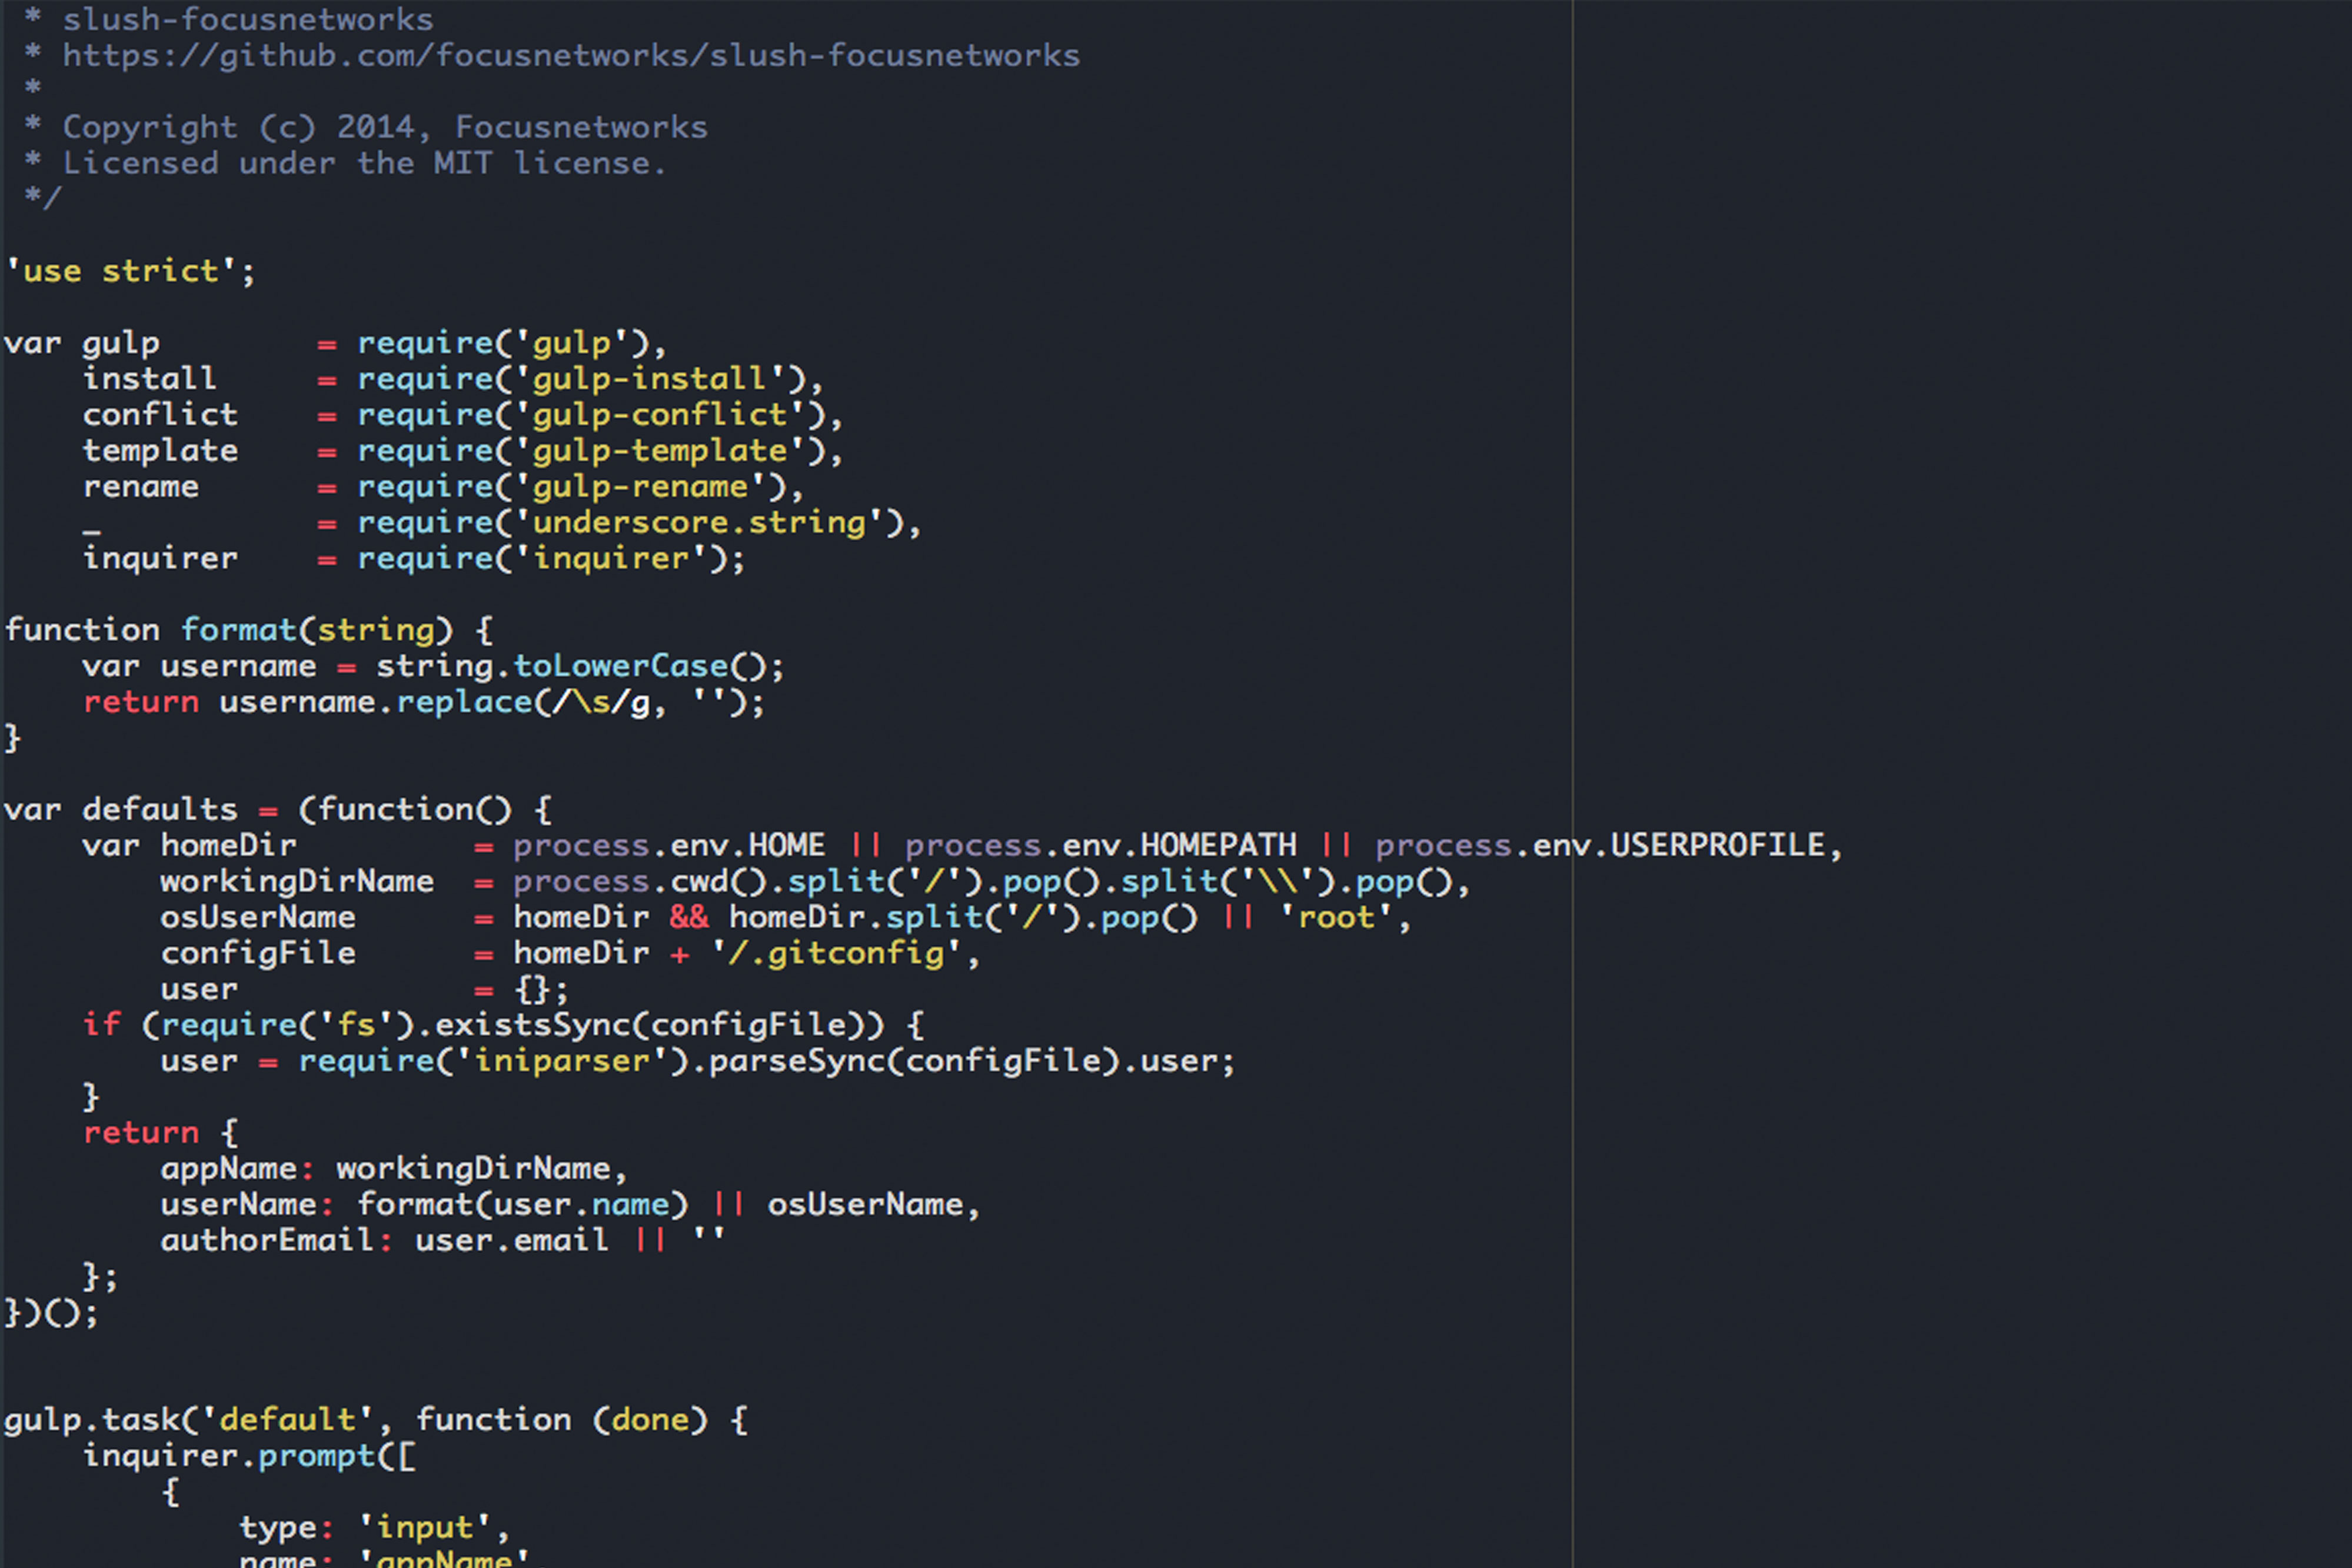 * slush-focusnetworks
* https://github.com/focusnetworks/slush-focusnetworks
*
* Copyright (c) 2014, Focusnetworks
* Licensed under the MIT license.
*/
'use strict';
var gulp        = require('gulp'),
    install     = require('gulp-install'),
    conflict    = require('gulp-conflict'),
    template    = require('gulp-template'),
    rename      = require('gulp-rename'),
    _           = require('underscore.string'),
    inquirer    = require('inquirer');
function format(string) {
    var username = string.toLowerCase();
    return username.replace(/\s/g, '');
}
var defaults = (function() {
    var homeDir         = process.env.HOME || process.env.HOMEPATH || process.env.USERPROFILE,
        workingDirName  = process.cwd().split('/').pop().split('\\').pop(),
        osUserName      = homeDir && homeDir.split('/').pop() || 'root',
        configFile      = homeDir + '/.gitconfig',
        user            = {};
    if (require('fs').existsSync(configFile)) {
        user = require('iniparser').parseSync(configFile).user;
    }
    return {
        appName: workingDirName,
        userName: format(user.name) || osUserName,
        authorEmail: user.email || ''
    };
})();
gulp.task('default', function (done) {
    inquirer.prompt([
        {
            type: 'input',
            name: 'appName',